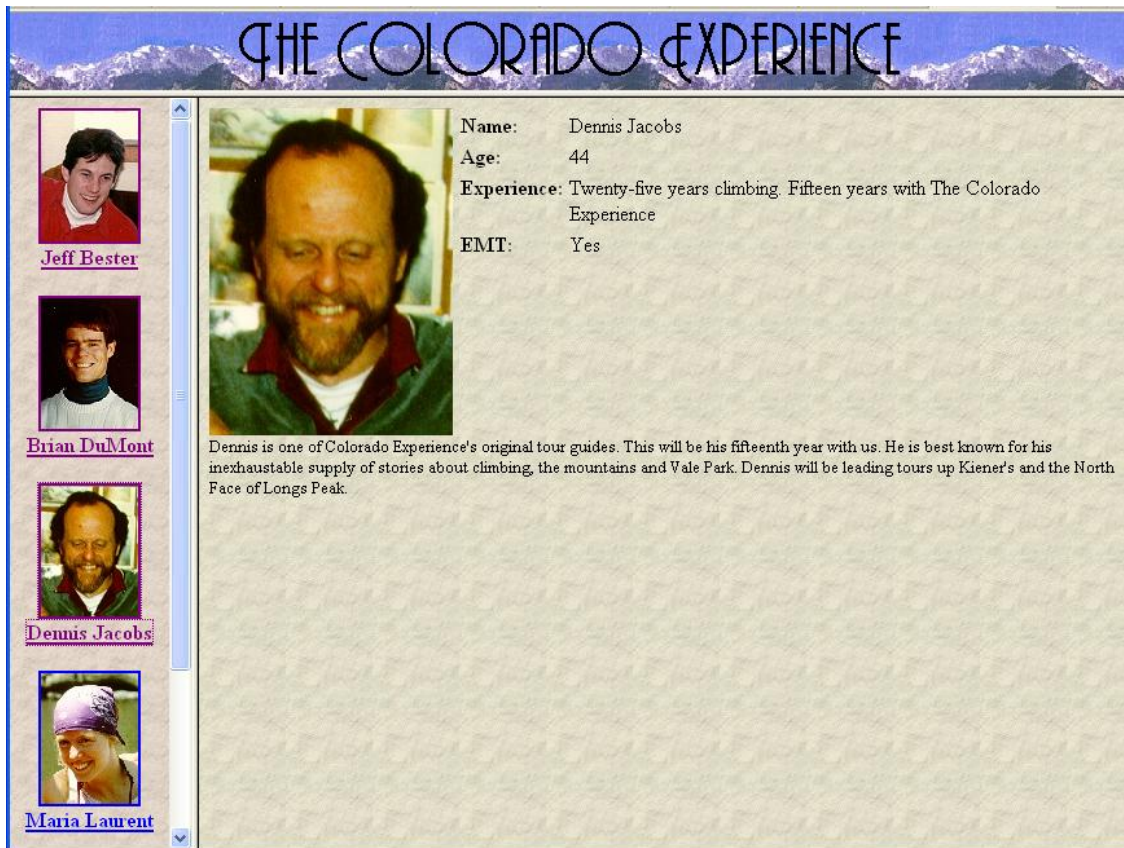 THE COLORADO EXPERIENCE
Jeff Bester
Brian DuMont
Dennis Jacobs
Maria Laurent
Name: Dennis Jacobs
Age: 44
Experience: Twenty-five years climbing. Fifteen years with The Colorado
Experience
EMT: Yes
Dennis is one of Colorado Experience's original tour guides. This will be his fifteenth year with us. He is best known for his
inexhaustable supply of stories about climbing, the mountains and Vale Park. Dennis will be leading tours up Kiener's and the North
Face of Longs Peak.